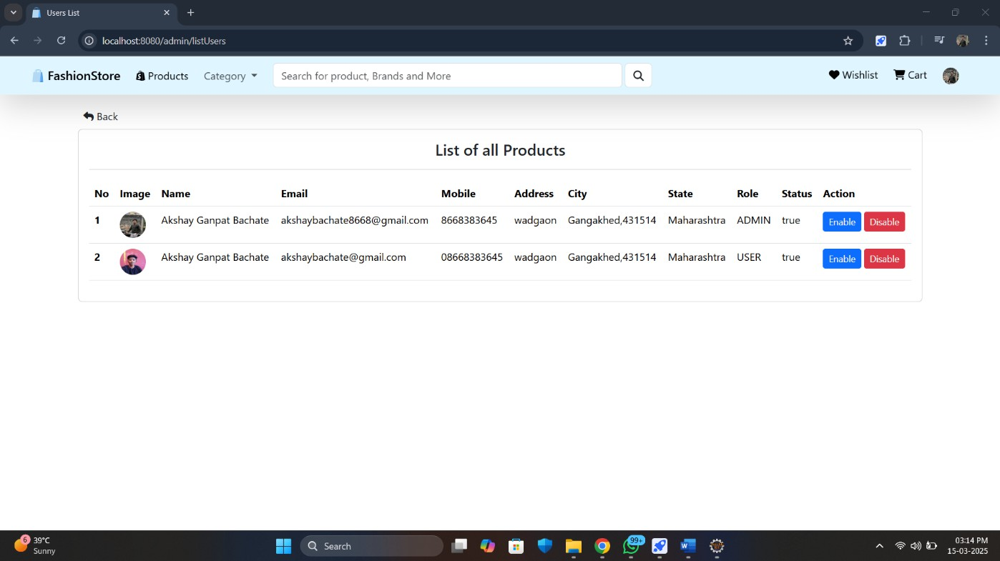 Users List
localhost:8080/admin/listUsers
FashionStore Products Category Search for product, Brands and More Wishlist Cart
Back
List of all Products
No Image Name Email Mobile Address City State Role Status Action
1 Akshay Ganpat Bachate akshaybachate8668@gmail.com 8668383645 wadgaon Gangakhed,431514 Maharashtra ADMIN true Enable Disable
2 Akshay Ganpat Bachate akshaybachate@gmail.com 08668383645 wadgaon Gangakhed,431514 Maharashtra USER true Enable Disable
6 39°C Search 99+ W 03:14 PM
Sunny 15-03-2025